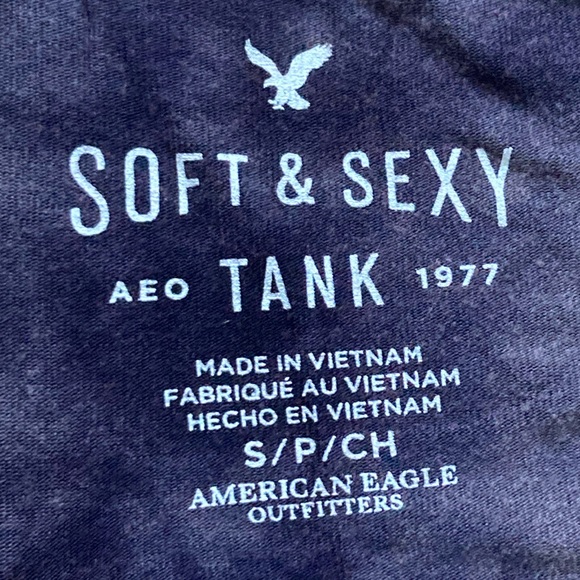 SOFT & SEXY
AEO TANK 1977
MADE IN VIETNAM
FABRIQUÉ AU VIETNAM
HECHO EN VIETNAM
S/P/CH
AMERICAN EAGLE
OUTFITTERS